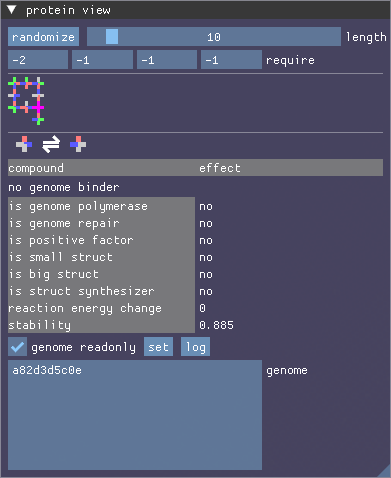 protein view
randomize 10 length
-2 -1 -1 -1 require
compound effect
no genome binder
is genome polymerase no
is genome repair no
is positive factor no
is small struct no
is big struct no
is struct synthesizer no
reaction energy change 0
stability 0.885
genome readonly set log
a82d3d5c0e genome